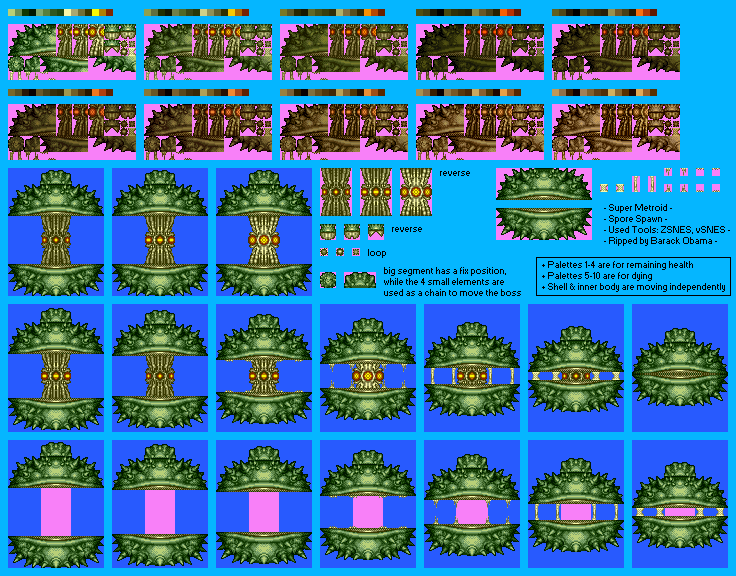 reverse
- Super Metroid -
- Spore Spawn -
- Used Tools: ZSNES, vSNES -
- Ripped by Barack Obama -
reverse
loop
big segment has a fix position,
while the 4 small elements are
used as a chain to move the boss
+ Palettes 1-4 are for remaining health
+ Palettes 5-10 are for dying
+ Shell & inner body are moving independently